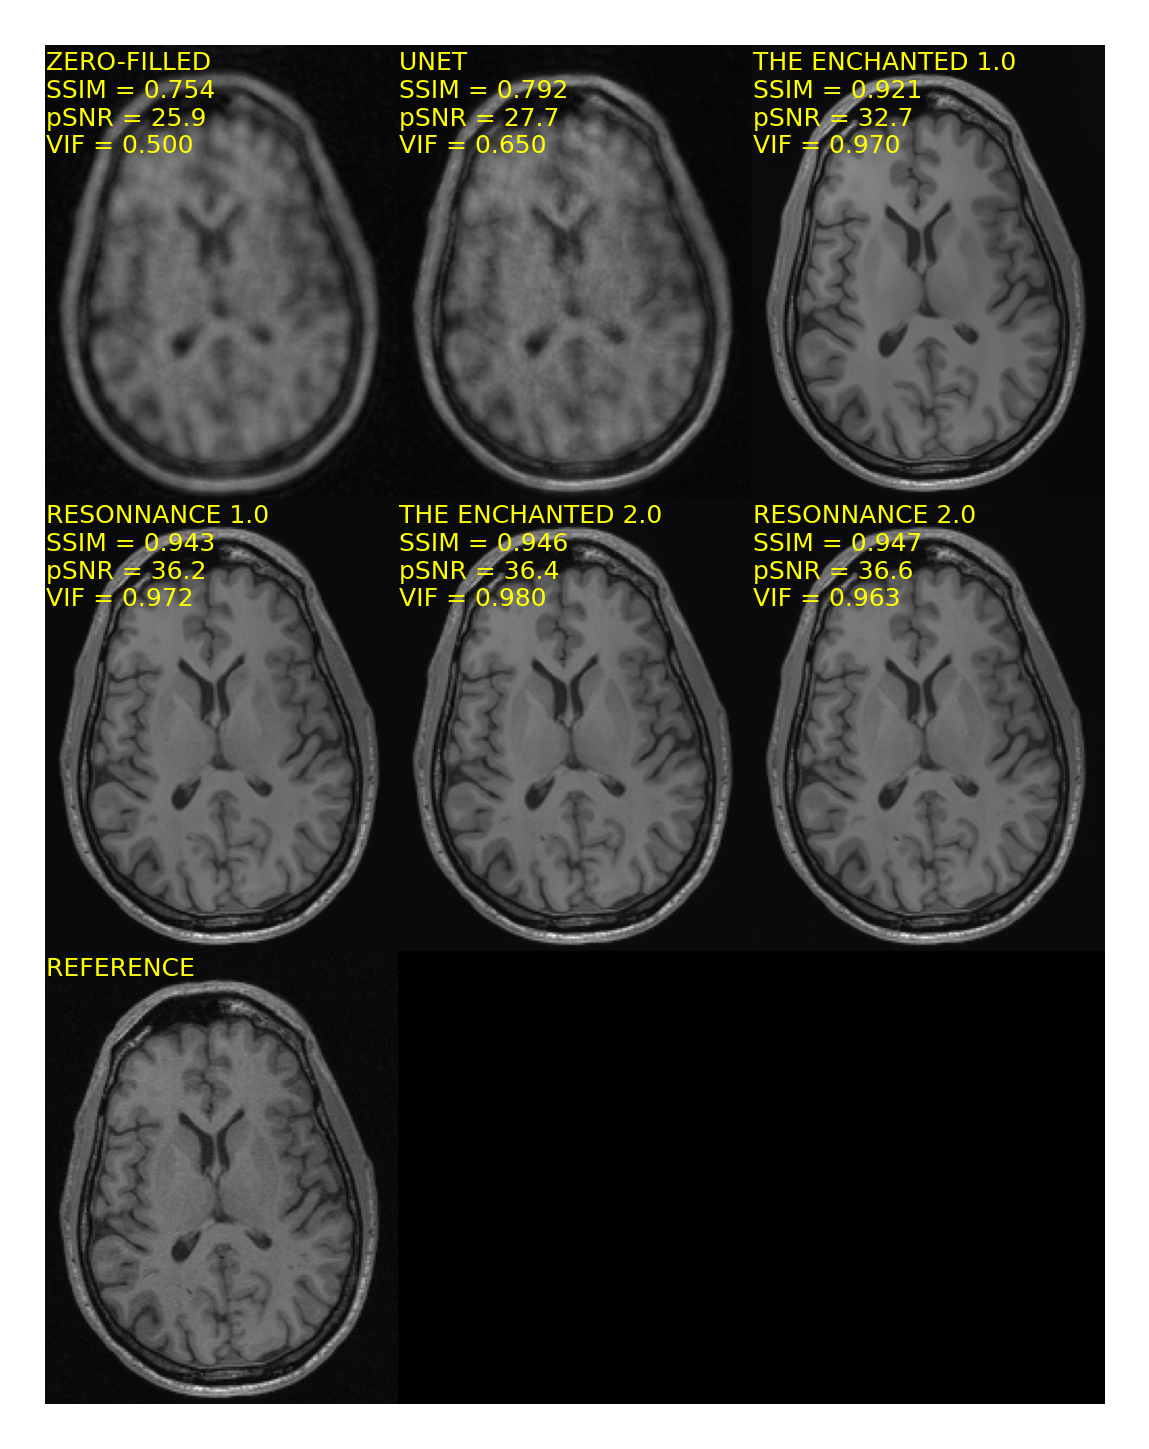 ZERO-FILLED
SSIM = 0.754
pSNR = 25.9
VIF = 0.500
UNET
SSIM = 0.792
pSNR = 27.7
VIF = 0.650
THE ENCHANTED 1.0
SSIM = 0.921
pSNR = 32.7
VIF = 0.970
RESONNANCE 1.0
SSIM = 0.943
pSNR = 36.2
VIF = 0.972
THE ENCHANTED 2.0
SSIM = 0.946
pSNR = 36.4
VIF = 0.980
RESONNANCE 2.0
SSIM = 0.947
pSNR = 36.6
VIF = 0.963
REFERENCE